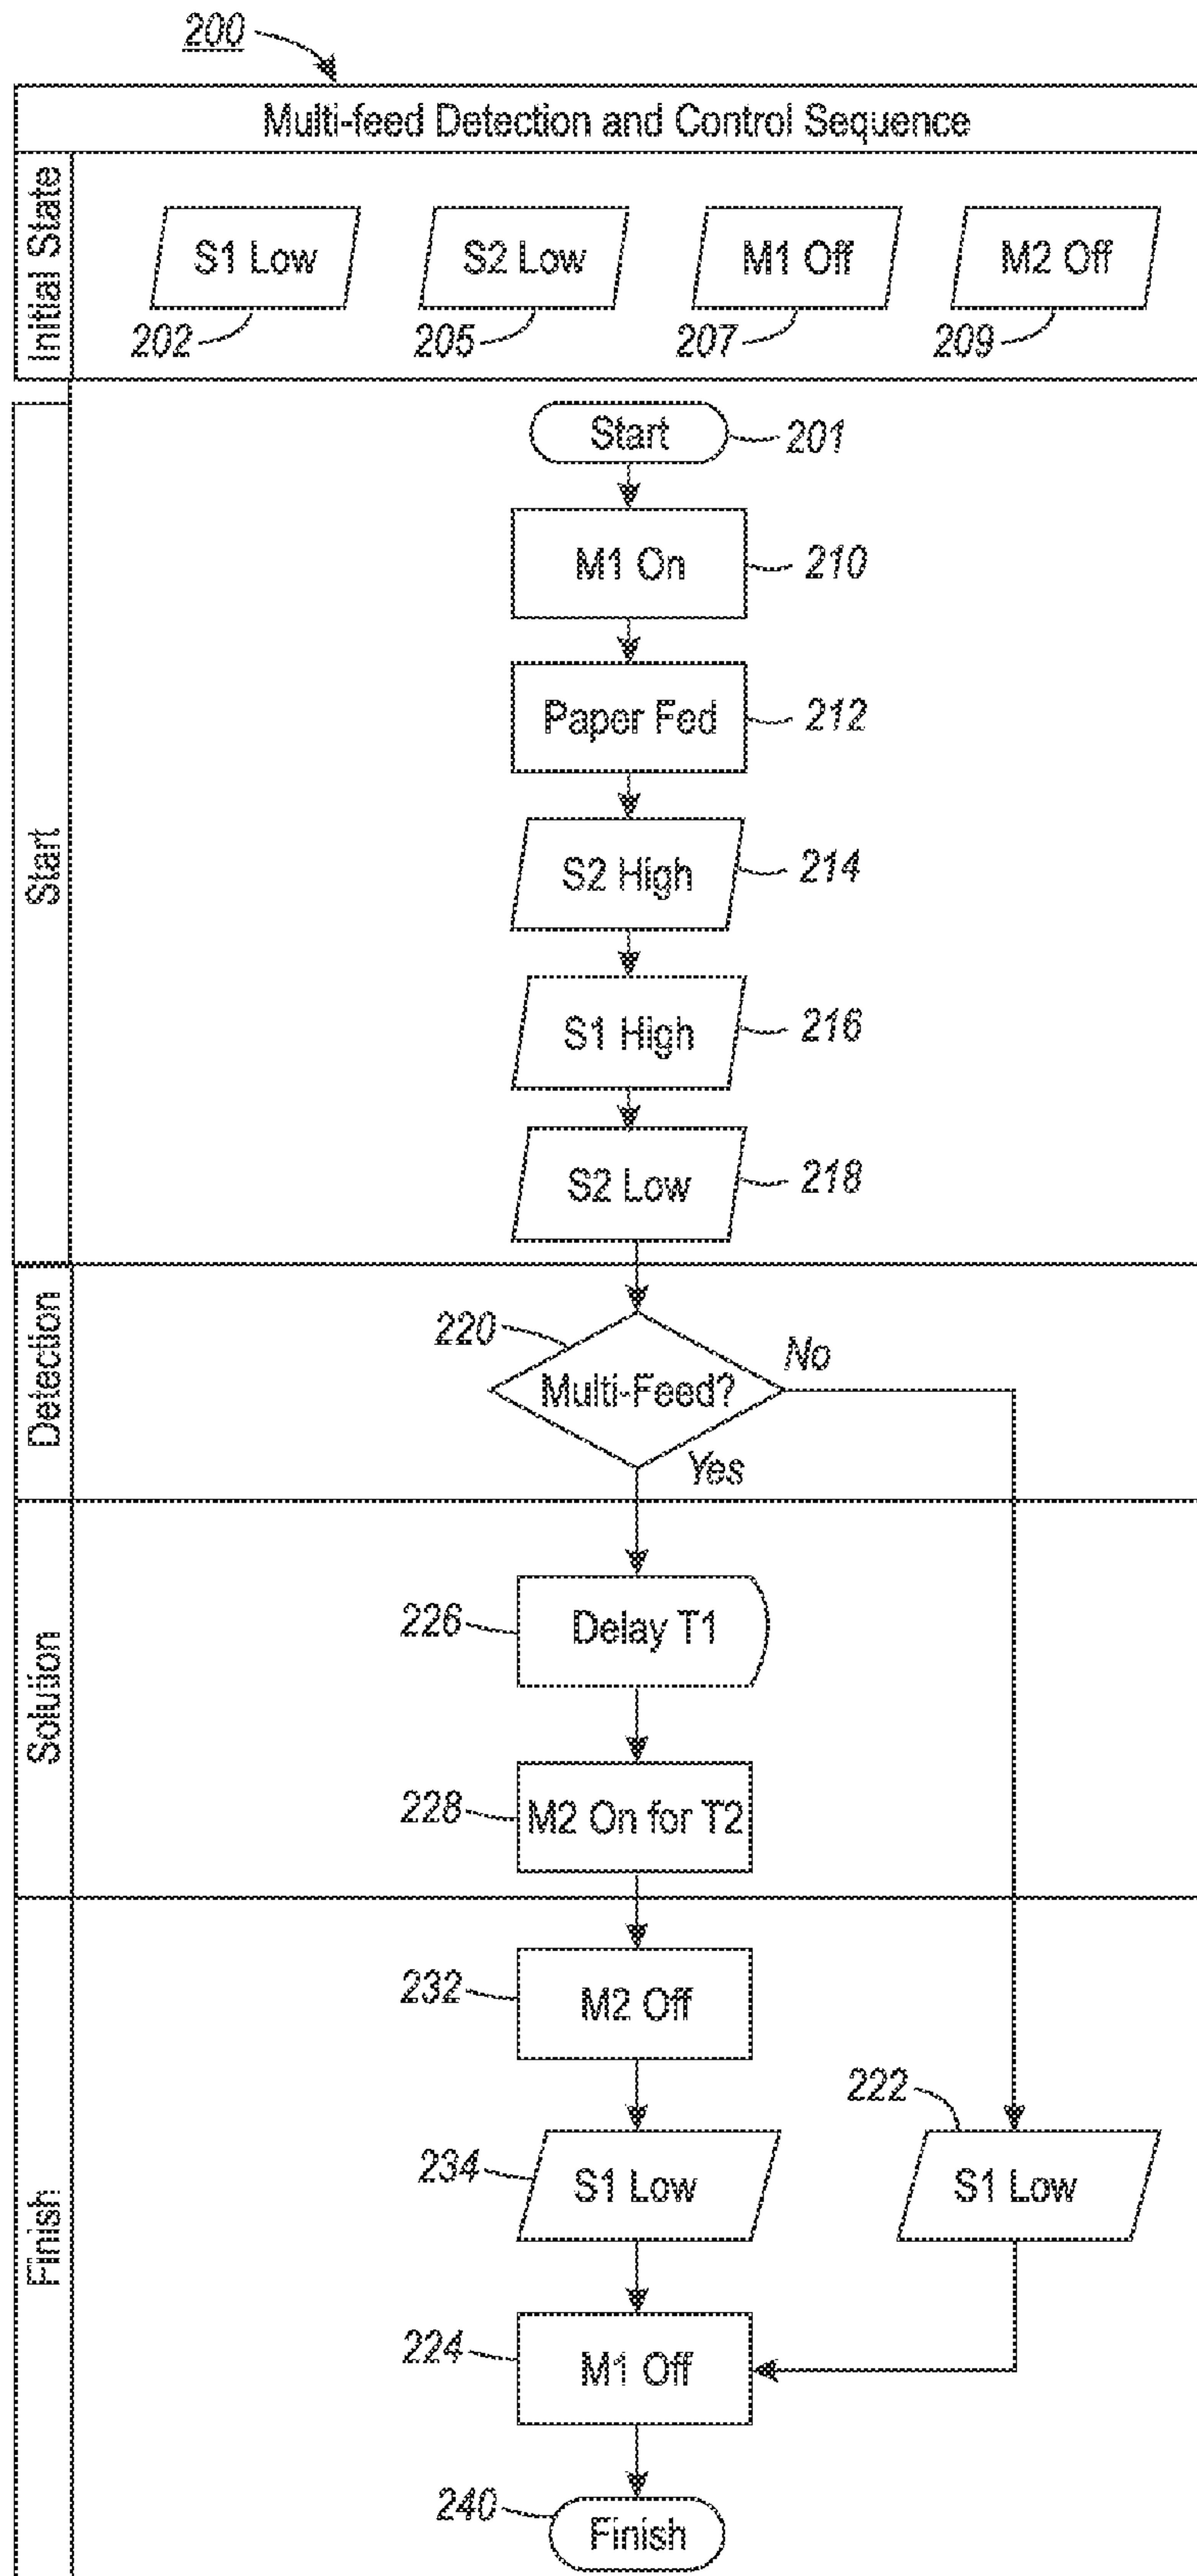 200
Multi-feed Detection and Control Sequence
Initial State
S1 Low
S2 Low
M1 Off
M2 Off
202
205
207
209
Start
Start
201
M1 On
210
Paper Fed
212
S2 High
214
S1 High
216
S2 Low
218
Detection
220
Multi-Feed?
No
Yes
Solution
226
Delay T1
228
M2 On for T2
Finish
232
M2 Off
222
234
S1 Low
S1 Low
224
M1 Off
240
Finish